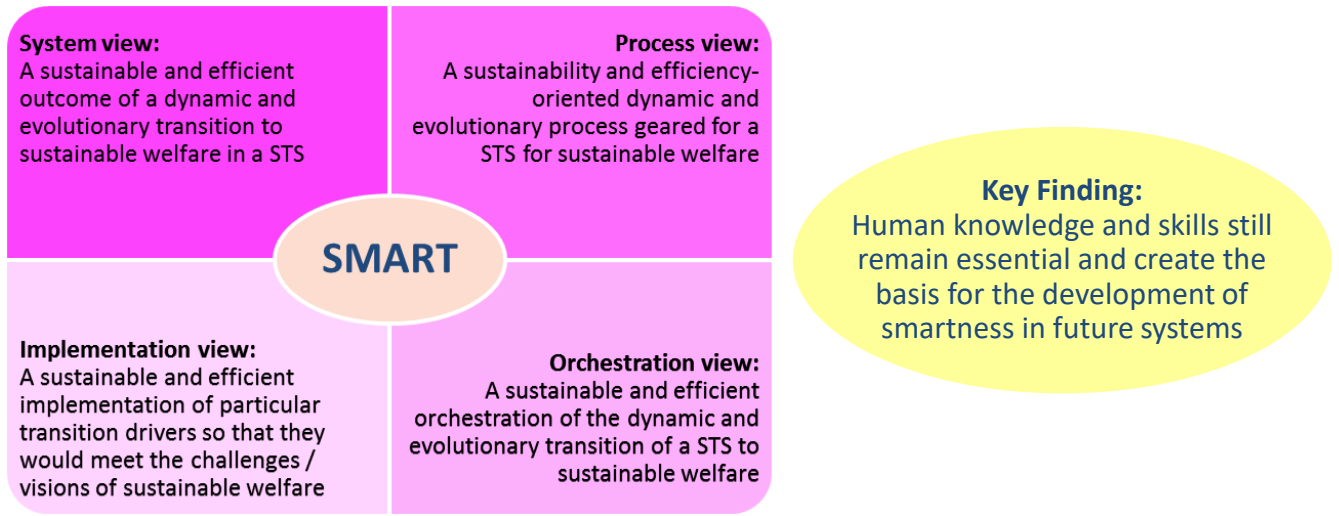 System view:
A sustainable and efficient
outcome of a dynamic and
evolutionary transition to
sustainable welfare in a STS
Process view:
A sustainability and efficiency-
oriented dynamic and
evolutionary process geared for a
STS for sustainable welfare
SMART
Implementation view:
A sustainable and efficient
implementation of particular
transition drivers so that they
would meet the challenges /
visions of sustainable welfare
Orchestration view:
A sustainable and efficient
orchestration of the dynamic and
evolutionary transition of a STS to
sustainable welfare
Key Finding:
Human knowledge and skills still
remain essential and create the
basis for the development of
smartness in future systems